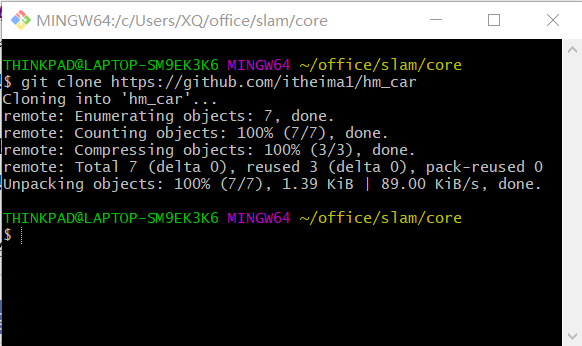 MINGW64:/c/Users/XQ/office/slam/core
THINKPAD@LAPTOP-SM9EK3K6 MINGW64 ~/office/slam/core
$ git clone https://github.com/itheima1/hm_car
Cloning into 'hm_car'...
remote: Enumerating objects: 7, done.
remote: Counting objects: 100% (7/7), done.
remote: Compressing objects: 100% (3/3), done.
remote: Total 7 (delta 0), reused 3 (delta 0), pack-reused 0
Unpacking objects: 100% (7/7), 1.39 KiB | 89.00 KiB/s, done.
THINKPAD@LAPTOP-SM9EK3K6 MINGW64 ~/office/slam/core
$